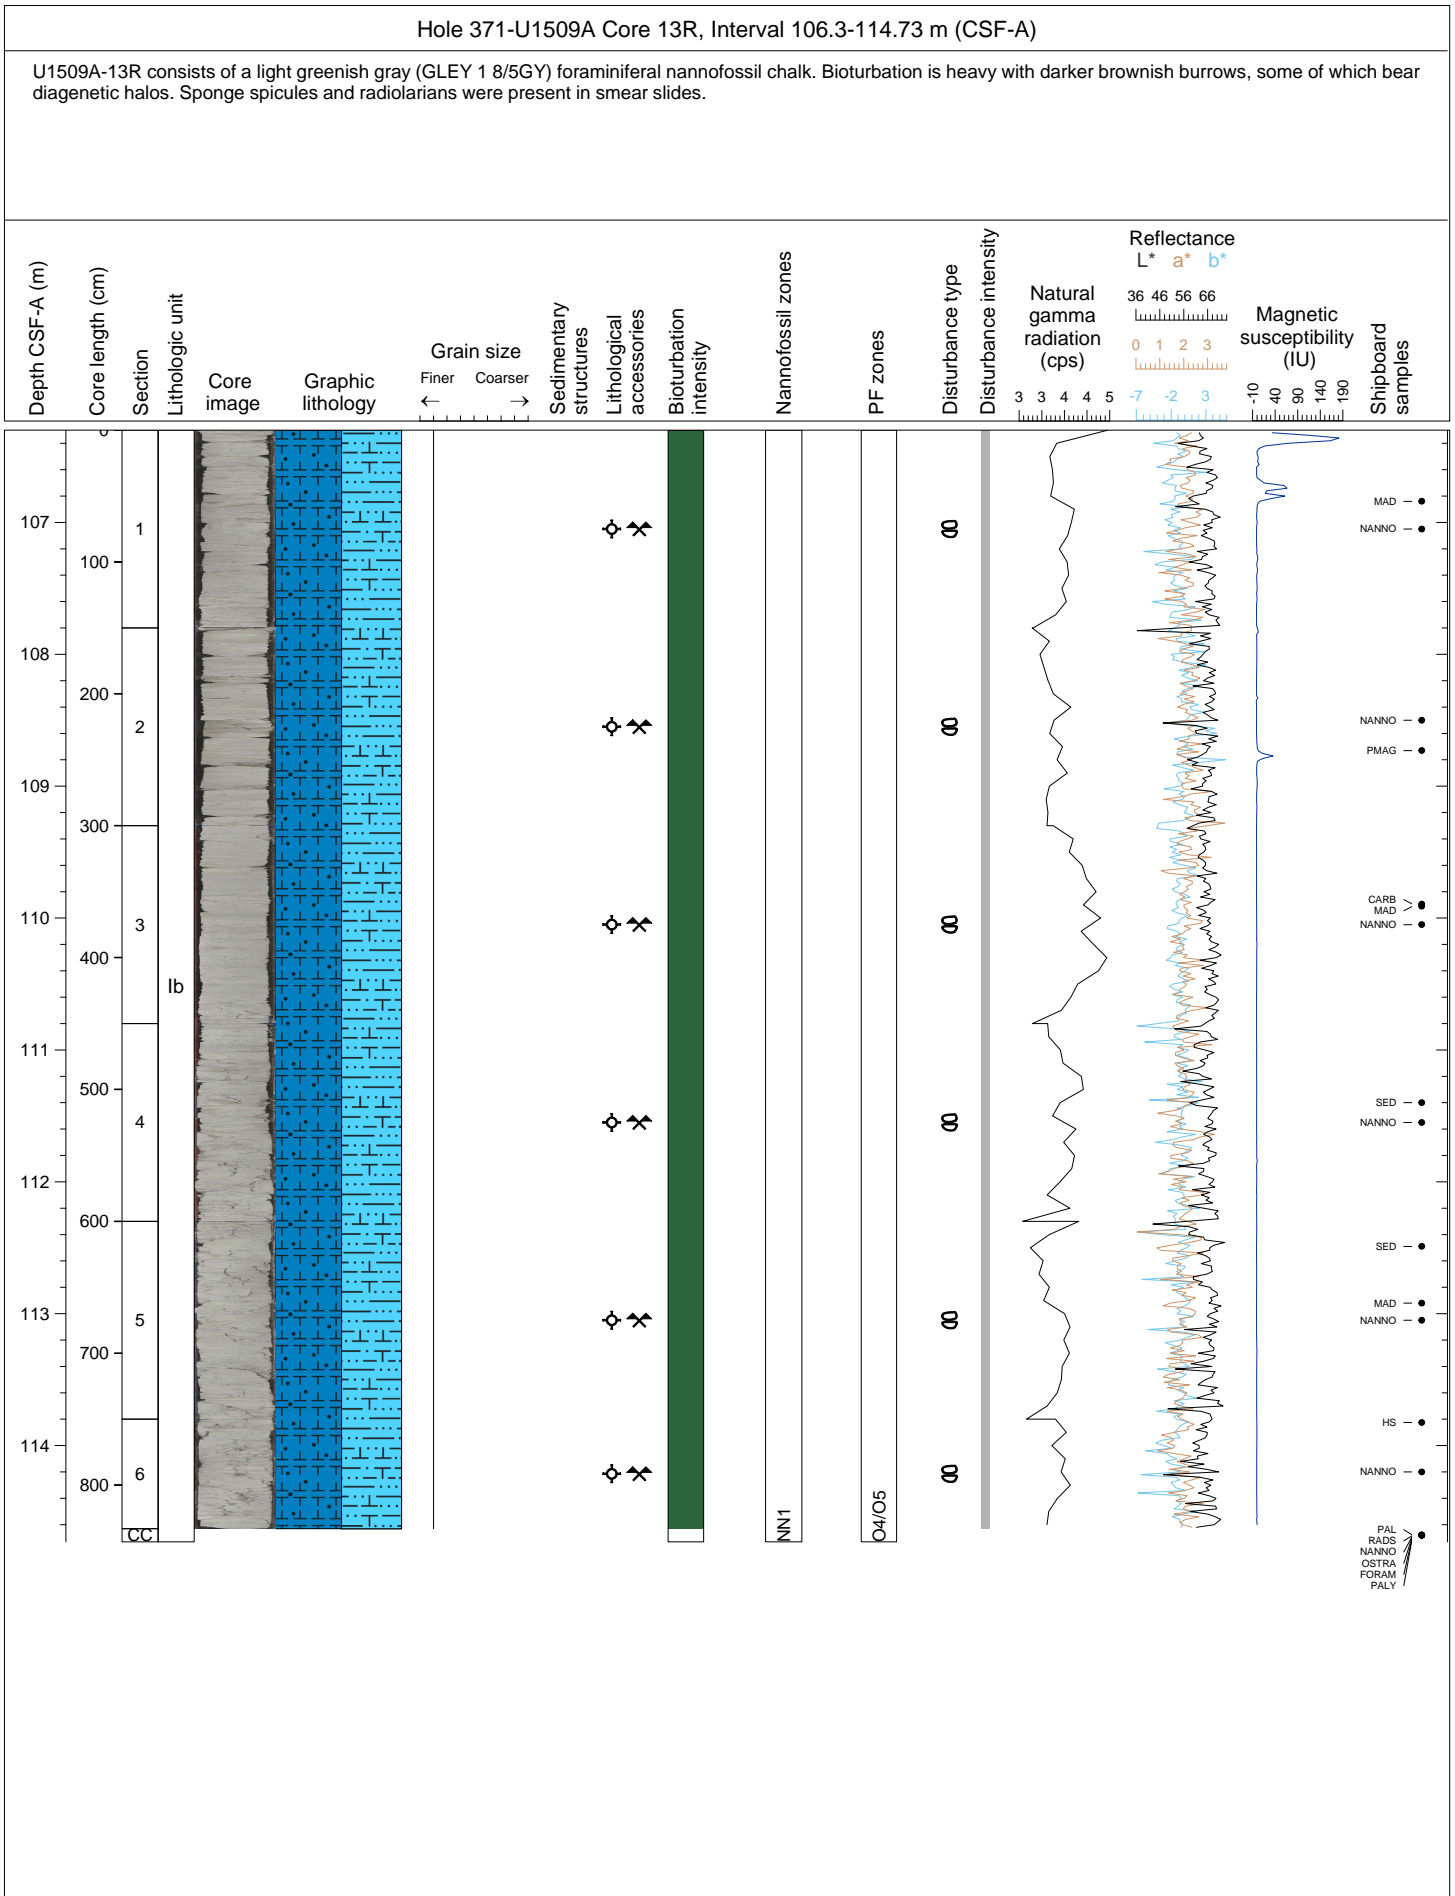 Hole 371-U1509A Core 13R, Interval 106.3-114.73 m (CSF-A)
U1509A-13R consists of a light greenish gray (GLEY 1 8/5GY) foraminiferal nannofossil chalk. Bioturbation is heavy with darker brownish burrows, some of which bear
diagenetic halos. Sponge spicules and radiolarians were present in smear slides.
Depth CSF-A (m)
Core length (cm)
Section
Lithologic unit
Core
image
Graphic
lithology
Grain size
Finer Coarser
← →
Sedimentary
structures
Lithological
accessories
Bioturbation
intensity
Nannofossil zones
PF zones
Disturbance type
Disturbance intensity
Natural
gamma
radiation
(cps)
3 3 4 4 5
Reflectance
L* a* b*
36 46 56 66
0 1 2 3
-7 -2 3
Magnetic
susceptibility
(IU)
-10 40 90 140 190
Shipboard
samples
0
MAD
107
1
NANNO
100
108
200
2
NANNO
PMAG
109
300
CARB
MAD
110
3
NANNO
400
Ib
111
500
SED
4
NANNO
112
600
SED
MAD
113
5
NANNO
700
HS
114
6
NANNO
800
NN1
O4/O5
CC
PAL
RADS
NANNO
OSTRA
FORAM
PALY